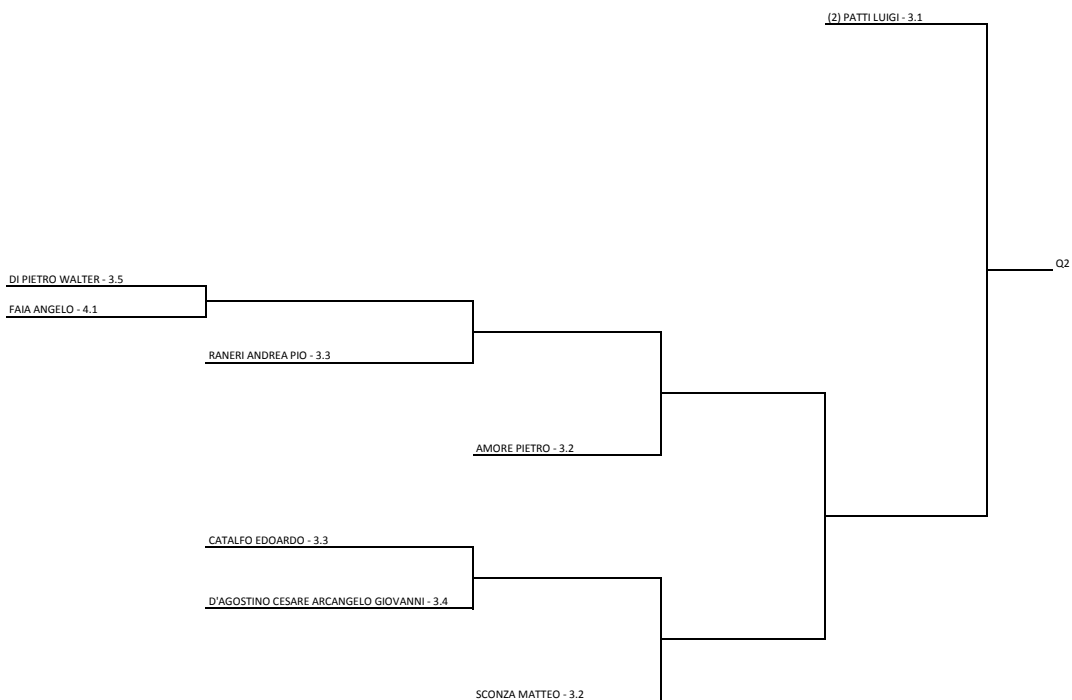 (2) PATTI LUIGI - 3.1
Q2
DI PIETRO WALTER - 3.5
FAIA ANGELO - 4.1
RANERI ANDREA PIO - 3.3
AMORE PIETRO - 3.2
CATALFO EDOARDO - 3.3
D'AGOSTINO CESARE ARCANGELO GIOVANNI - 3.4
SCONZA MATTEO - 3.2